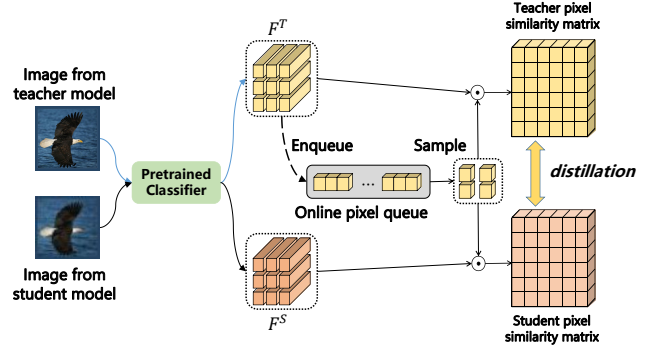 Image from
teacher model
Pretrained
Classifier
Image from
student model
F^T
Enqueue
Sample
...
Online pixel queue
F^S
Teacher pixel
similarity matrix
distillation
Student pixel
similarity matrix